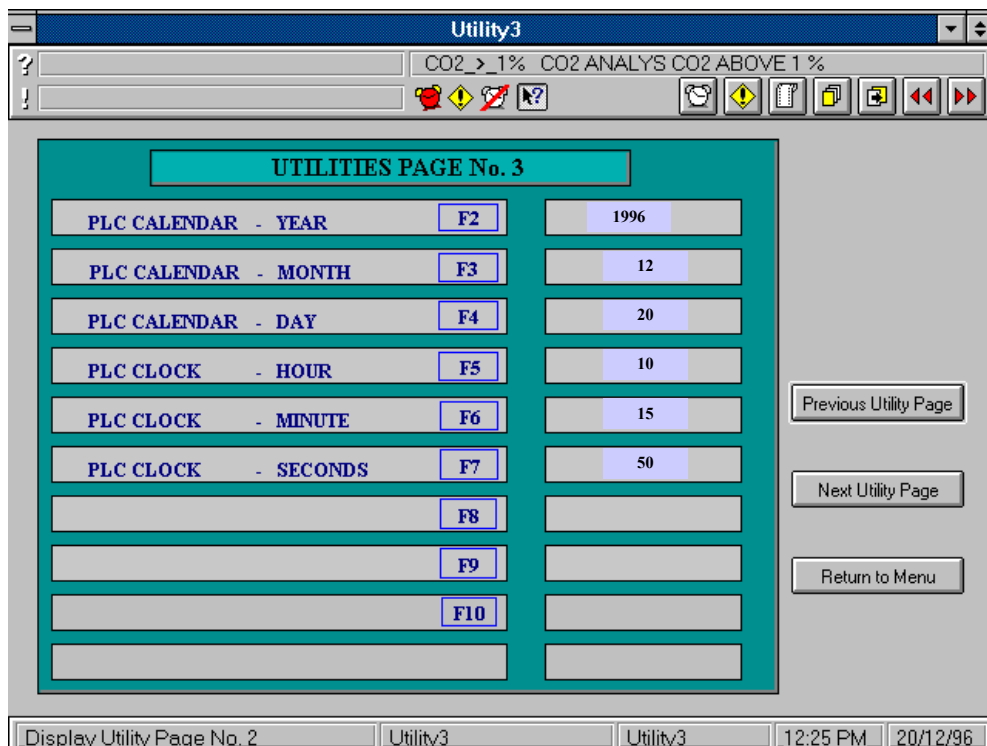 Utility3
? CO2_>_1% CO2 ANALYS CO2 ABOVE 1 %
!
UTILITIES PAGE No. 3
PLC CALENDAR - YEAR F2 1996
PLC CALENDAR - MONTH F3 12
PLC CALENDAR - DAY F4 20
PLC CLOCK - HOUR F5 10
PLC CLOCK - MINUTE F6 15
PLC CLOCK - SECONDS F7 50
F8
F9
F10
Previous Utility Page
Next Utility Page
Return to Menu
Display Utility Page No. 2 Utility3 Utility3 12:25 PM 20/12/96